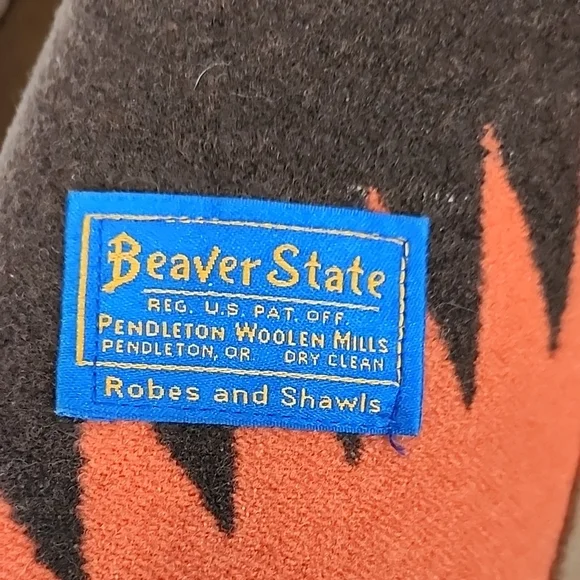 Beaver State
REG. U.S. PAT. OFF.
PENDLETON WOOLEN MILLS
PENDLETON, OR. DRY CLEAN
Robes and Shawls